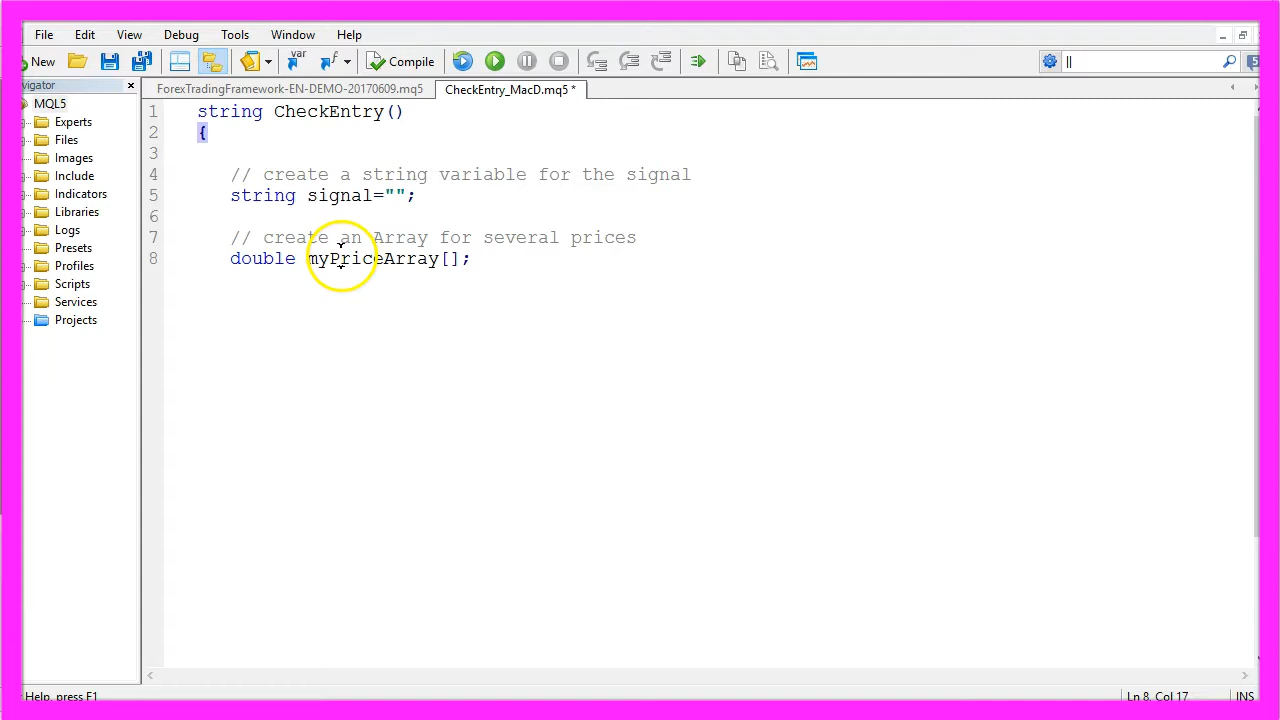 File Edit View Debug Tools Window Help
New Compile ||
vigator ForexTradingFramework-EN-DEMO-20170609.mq5 CheckEntry_MacD.mq5 *
MQL5
Experts
Files
Images
Include
Indicators
Libraries
Logs
Presets
Profiles
Scripts
Services
Projects
1 string CheckEntry()
2 {
3
4 // create a string variable for the signal
5 string signal="";
6
7 // create an Array for several prices
8 double myPriceArray[];
Help, press F1 Ln 8, Col 17 INS